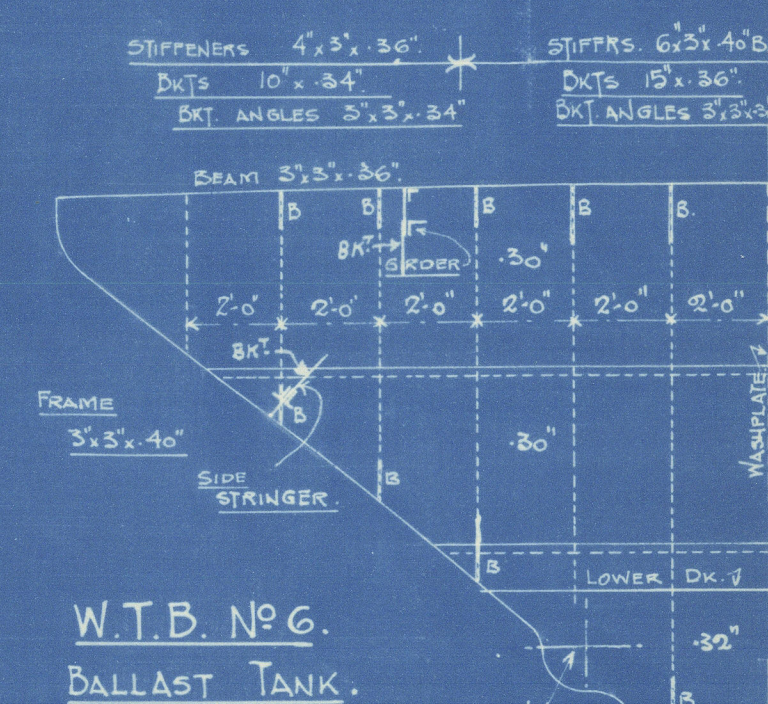 STIFFENERS 4"x3"x.36".
BKTS 10"x.34"
BKT. ANGLES 3"x3"x.34"
STIFFRS. 6"x3"x.40"B
BKTS 15"x.36"
BKT. ANGLES 3"x3"x.3
BEAM 3"x3"x.36".
B B B B B.
BKT
GIRDER
.30"
2'-0" 2'-0" 2'-0" 2'-0" 2'-0" 2'-0"
BKT.
B
FRAME
3"x3"x.40"
.30"
WASHPLATE.
SIDE
STRINGER.
B
B
LOWER DK.
W.T.B. No 6.
BALLAST TANK.
.32"
B